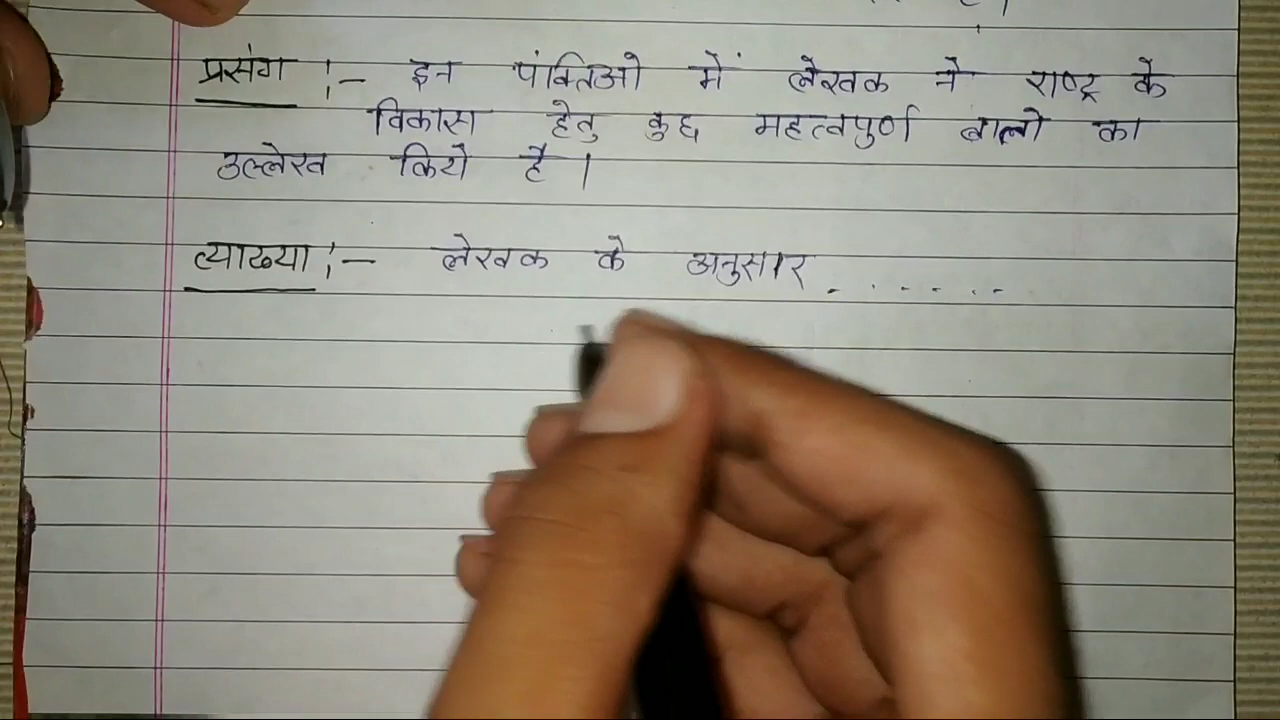 प्रसंग :- इन पंक्तिओ में लेखक ने राष्ट्र के
विकास हेतु कुछ महत्वपुर्ण बातो का
उल्लेख किये है ।
व्याख्या :- लेखक के अनुसार . . . . . .